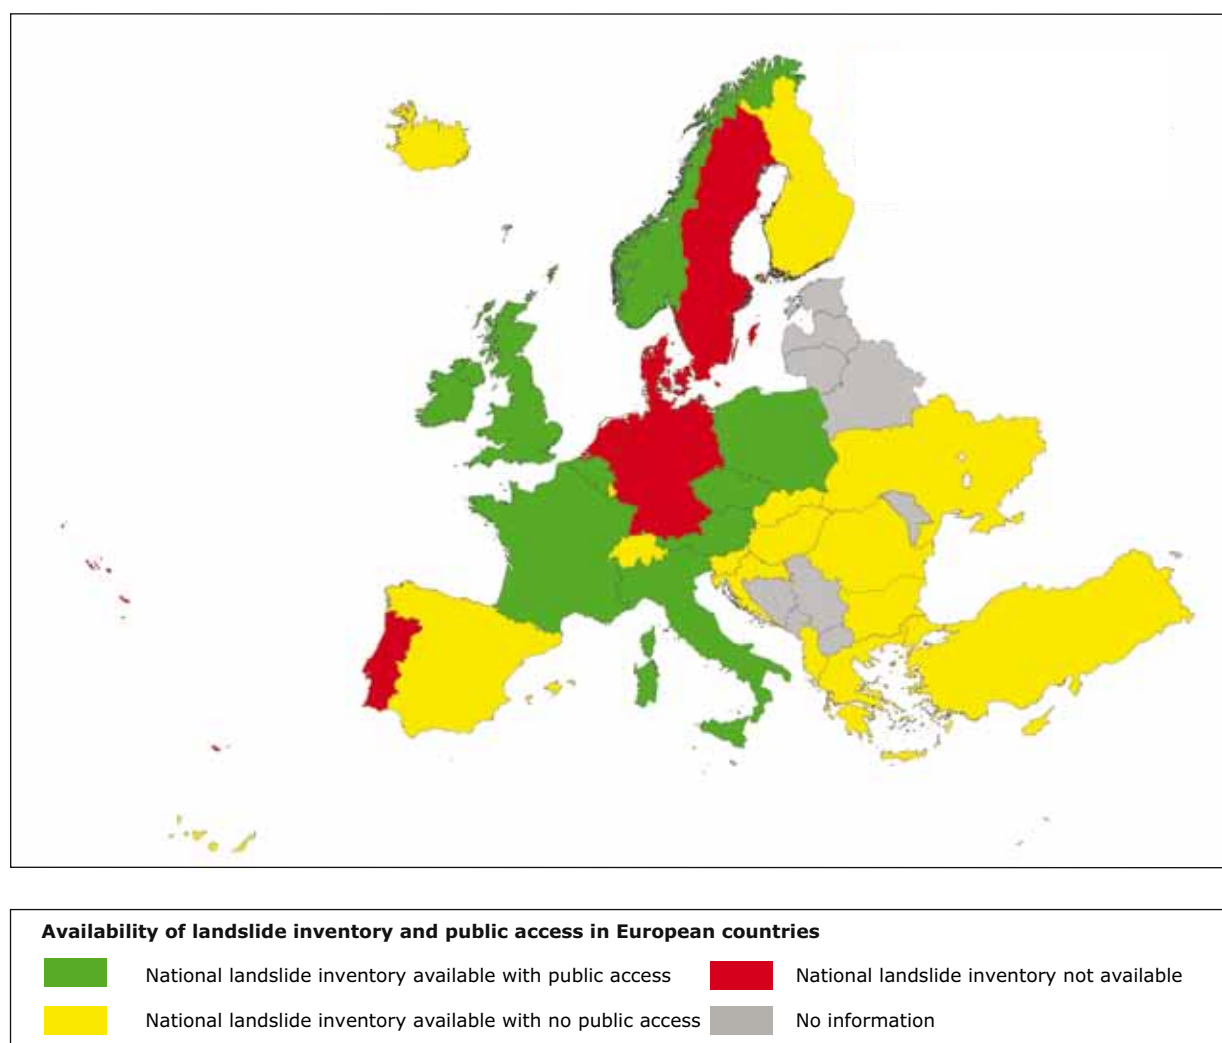 Availability of landslide inventory and public access in European countries
National landslide inventory available with public access
National landslide inventory not available
National landslide inventory available with no public access
No information